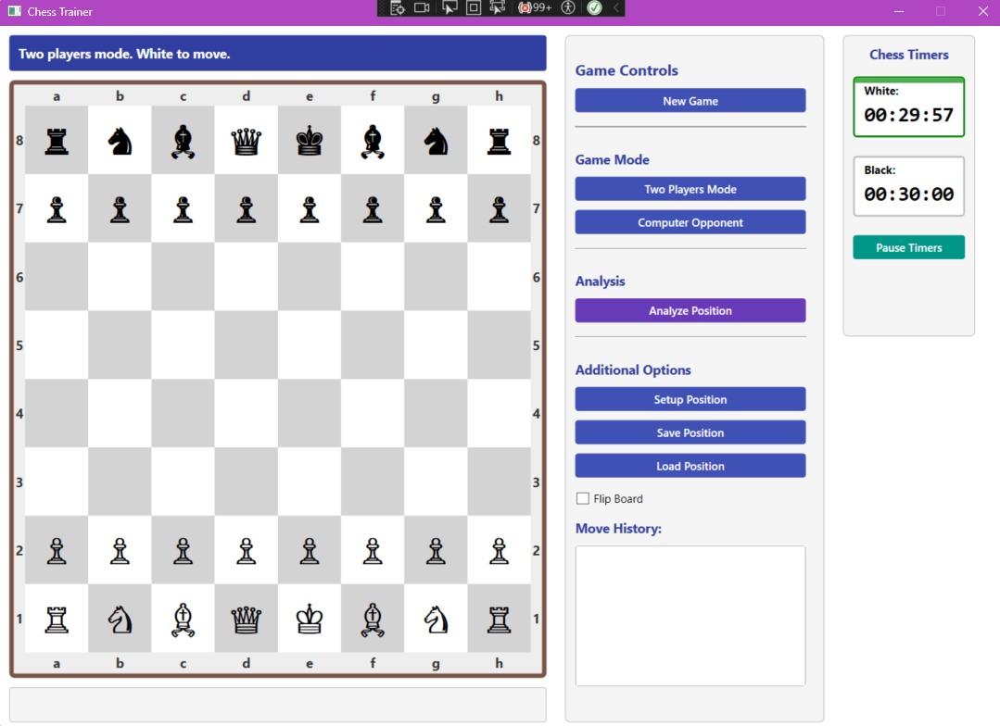 Chess Trainer
99+
Two players mode. White to move.
a b c d e f g h
8 8
7 7
6 6
5 5
4 4
3 3
2 2
1 1
a b c d e f g h
Game Controls
New Game
Game Mode
Two Players Mode
Computer Opponent
Analysis
Analyze Position
Additional Options
Setup Position
Save Position
Load Position
Flip Board
Move History:
Chess Timers
White:
00:29:57
Black:
00:30:00
Pause Timers